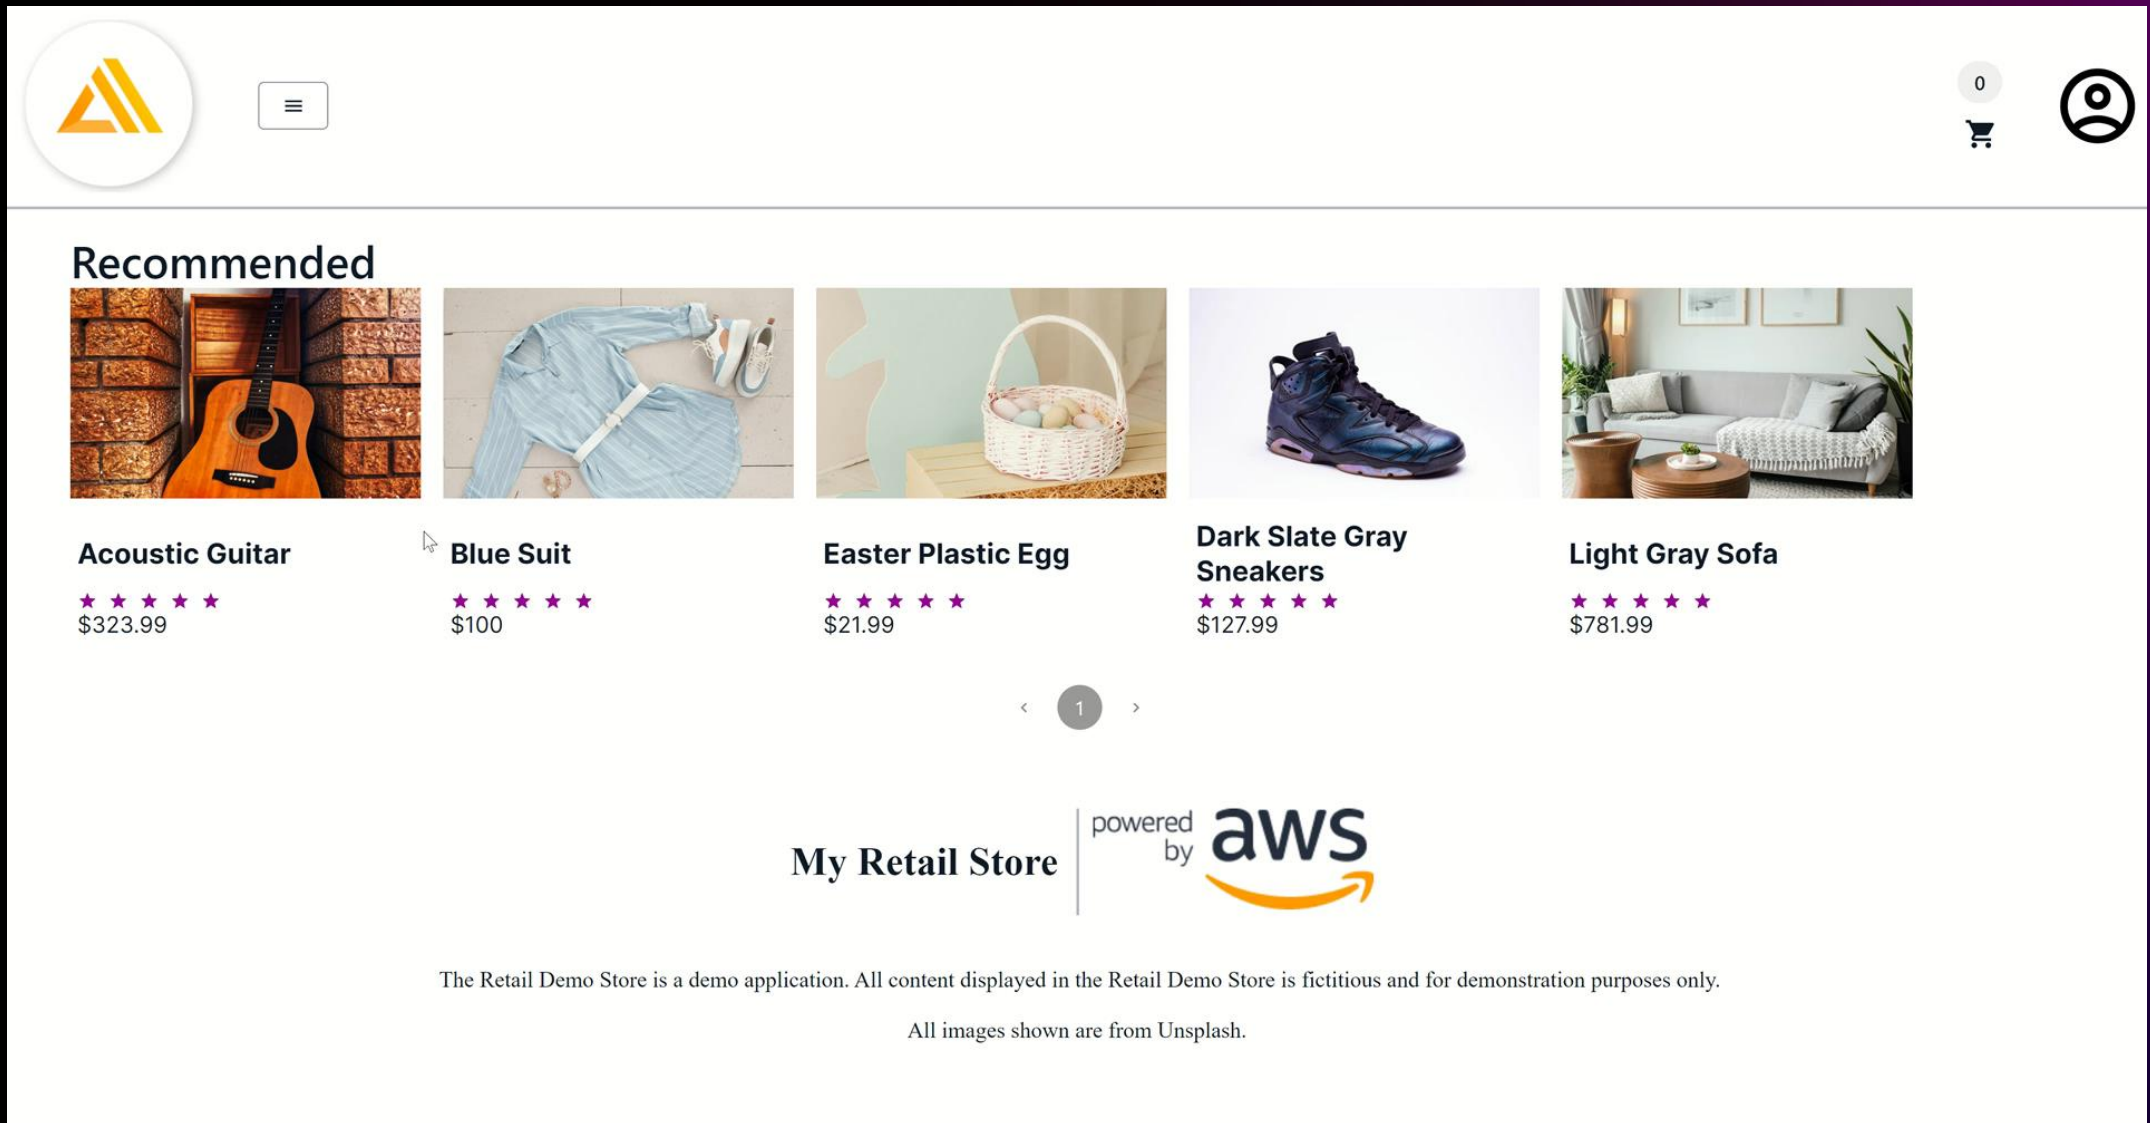 0
Recommended
Acoustic Guitar
$323.99
Blue Suit
$100
Easter Plastic Egg
$21.99
Dark Slate Gray
Sneakers
$127.99
Light Gray Sofa
$781.99
1
My Retail Store
powered
by
aws
The Retail Demo Store is a demo application. All content displayed in the Retail Demo Store is fictitious and for demonstration purposes only.
All images shown are from Unsplash.